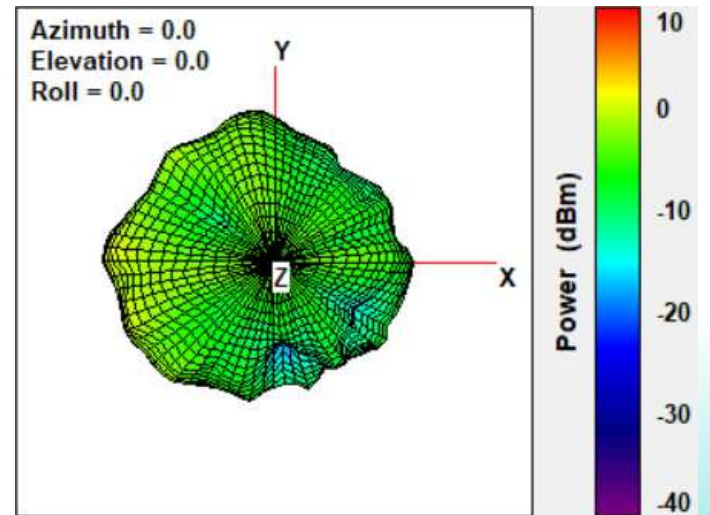 Azimuth = 0.0
Elevation = 0.0
Roll = 0.0
Y
X
Z
Power (dBm)
10
0
-10
-20
-30
-40